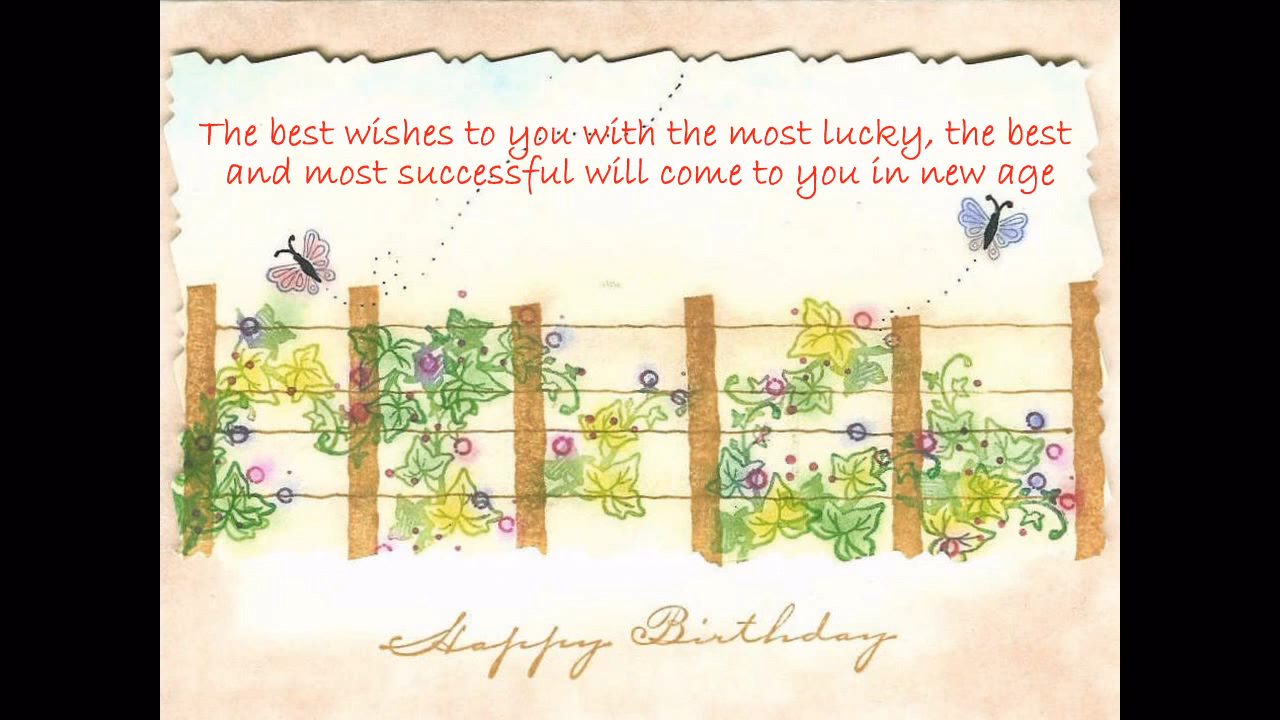 The best wishes to you with the most lucky, the best
and most successful will come to you in new age
Happy Birthday